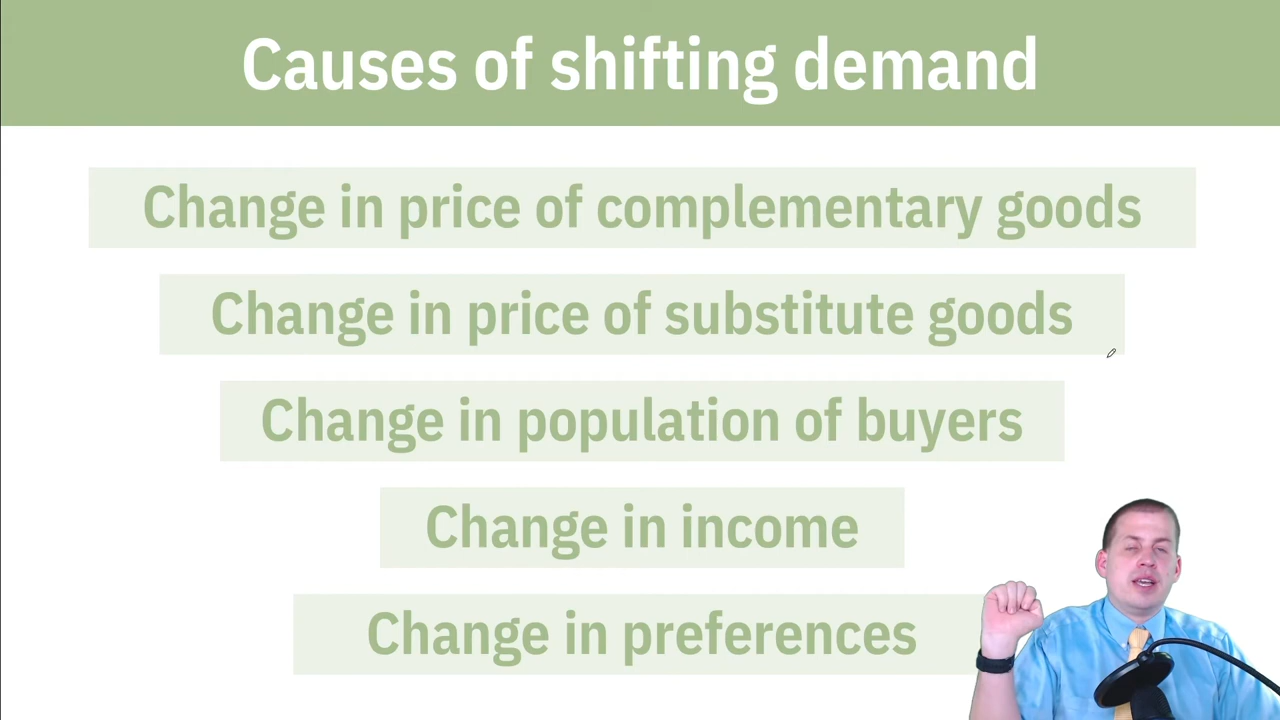 Causes of shifting demand
Change in price of complementary goods
Change in price of substitute goods
Change in population of buyers
Change in income
Change in preferences